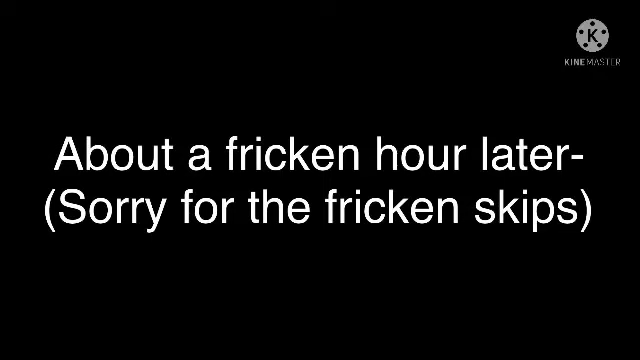 K
KINEMASTER
About a fricken hour later-
(Sorry for the fricken skips)